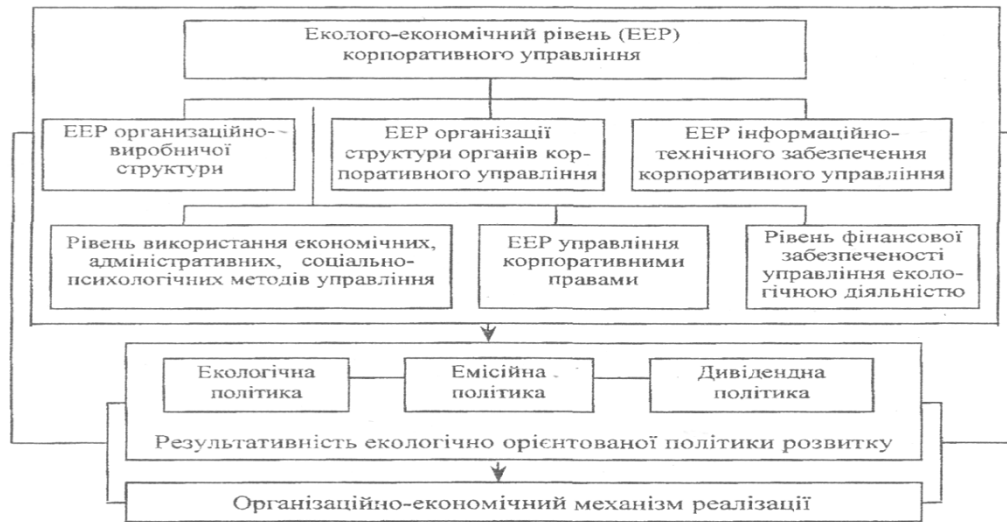 Еколого-економічний рівень (ЕЕР)
корпоративного управління
ЕЕР организаційно-
виробничої
структури
ЕЕР організації
структури органів кор-
поративного управління
ЕЕР інформаційно-
технічного забезпечення
корпоративного управління
Рівень використання економічних,
адміністративних, соціально-
психологічних методів управління
ЕЕР управління
корпоративними
правами
Рівень фінансової
забезпеченості
управління еколо-
гічною діяльністю
Екологічна
політика
Емісійна
політика
Дивідендна
політика
Результативність екологічно орієнтованої політики розвитку
Організаційно-економічний механізм реалізації